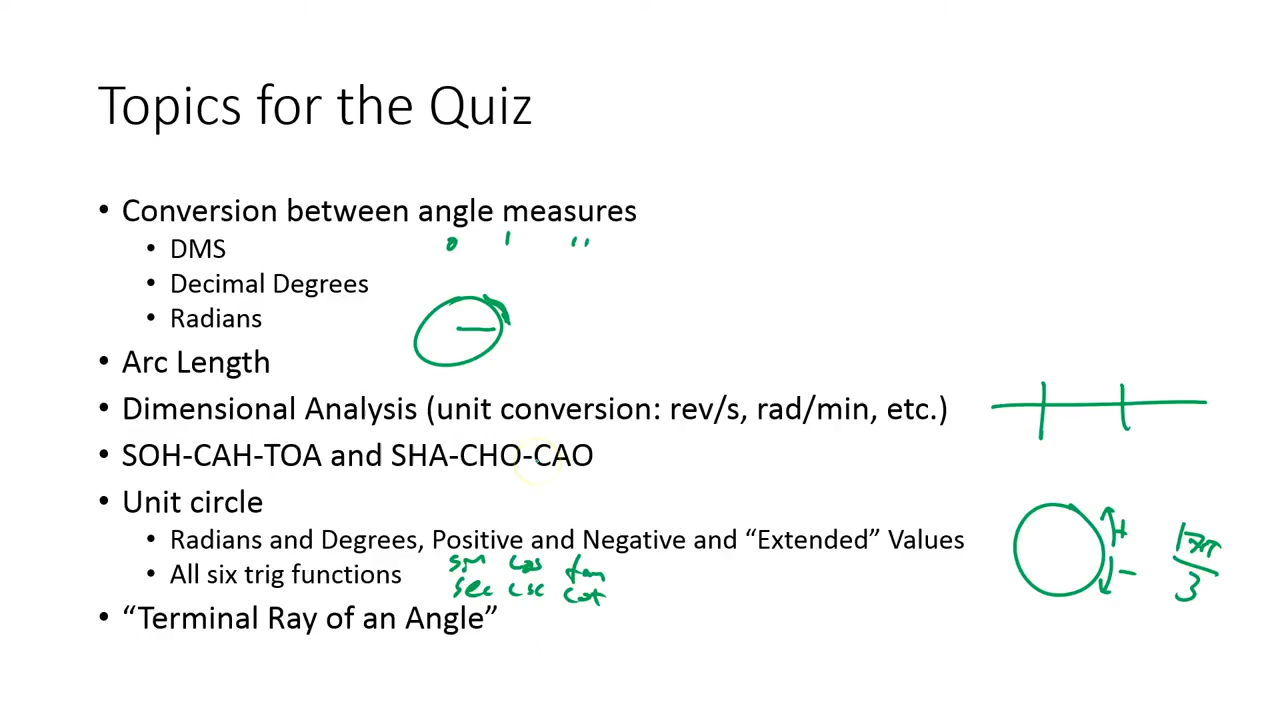 Topics for the Quiz
• Conversion between angle measures
• DMS
° ' ''
• Decimal Degrees
• Radians
• Arc Length
• Dimensional Analysis (unit conversion: rev/s, rad/min, etc.)
• SOH-CAH-TOA and SHA-CHO-CAO
• Unit circle
• Radians and Degrees, Positive and Negative and “Extended” Values
+
−
17π
3
sin cos tan
• All six trig functions
sec csc cot
• “Terminal Ray of an Angle”